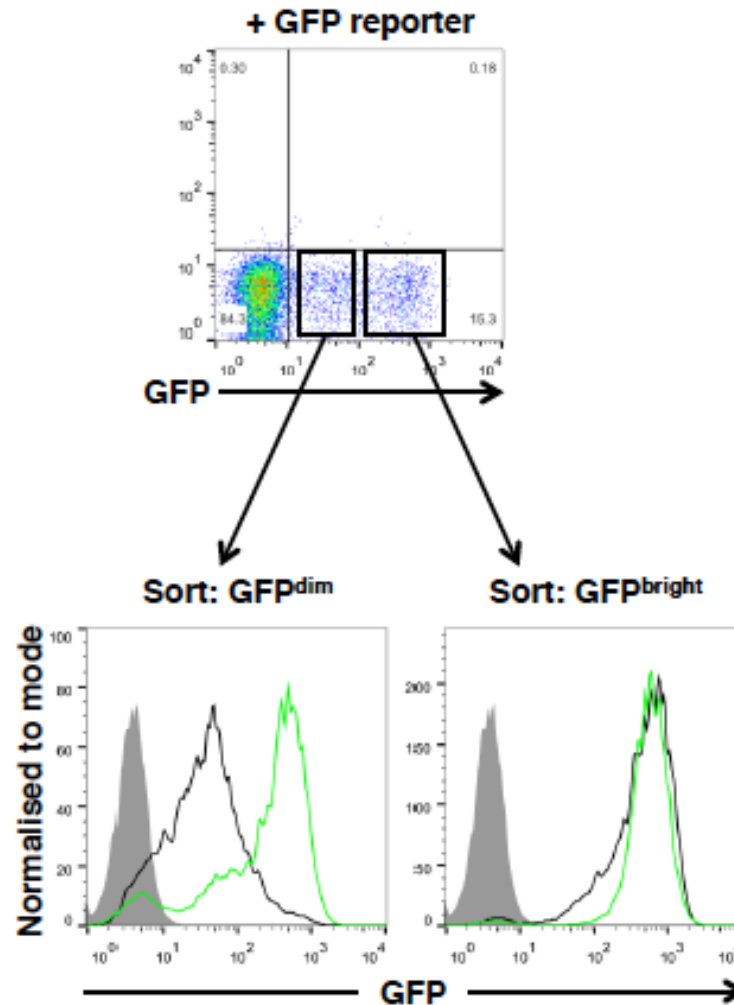 + GFP reporter
10⁴
0.30
0.18
10³
10²
10¹
10⁰
84.3
15.3
10⁰ 10¹ 10² 10³ 10⁴
GFP
Sort: GFPᵈⁱᵐ Sort: GFPᵇʳⁱᵍʰᵗ
Normalised to mode
100
80
60
40
20
0
10⁰ 10¹ 10² 10³ 10⁴
200
150
100
50
0
10⁰ 10¹ 10² 10³
GFP